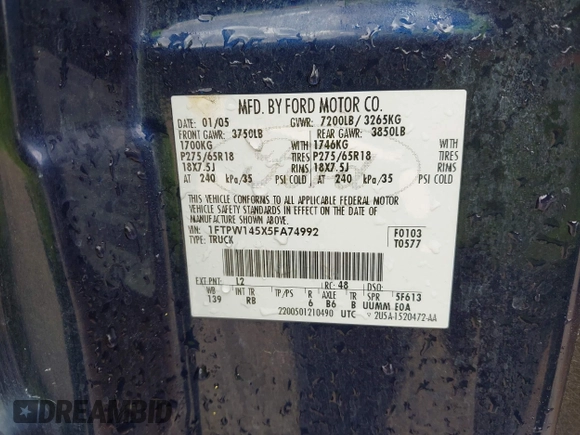 MFD. BY FORD MOTOR CO.
DATE: 01/05 GVWR: 7200LB/ 3265KG
FRONT GAWR: 3750LB REAR GAWR: 3850LB
1700KG WITH 1746KG WITH
P275/65R18 TIRES P275/65R18 TIRES
18X7.5J RIMS 18X7.5J RIMS
AT 240 kPa/35 PSI COLD AT 240 kPa/35 PSI COLD
THIS VEHICLE CONFORMS TO ALL APPLICABLE FEDERAL MOTOR
VEHICLE SAFETY STANDARDS IN EFFECT ON THE DATE OF
MANUFACTURE SHOWN ABOVE.
VIN: 1FTPW145X5FA74992 F0103
TYPE: TRUCK T0577
EXT PNT: L2 RC: 48 DSO:
WB INT TR TP/PS R AXLE TR SPR 5F613
139 RB 6 B6 B UUMM E0A
2200501210490 UTC 2U5A-1520472-AA
DREAMBID